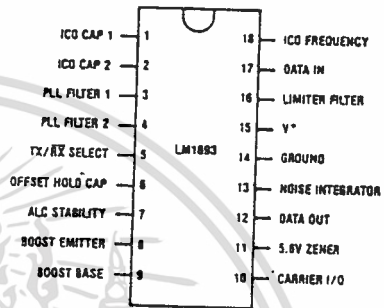 ICO CAP 1 1
ICO CAP 2 2
PLL FILTER 1 3
PLL FILTER 2 4
TX/RX SELECT 5
OFFSET HOLD CAP 6
ALC STABILITY 7
BOOST EMITTER 8
BOOST BASE 9
LM1893
18 ICO FREQUENCY
17 DATA IN
16 LIMITER FILTER
15 V+
14 GROUND
13 NOISE INTEGRATOR
12 DATA OUT
11 5.6V ZENER
10 CARRIER I/O